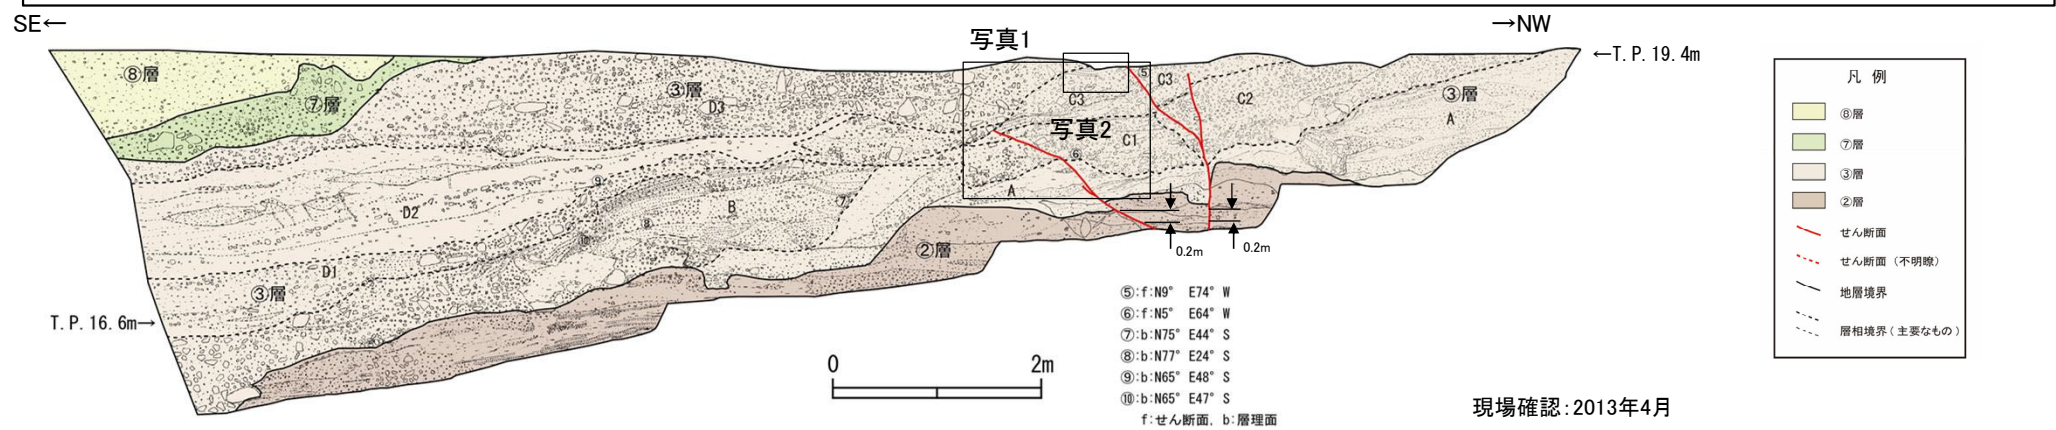 SE←
→NW
写真1
←T.P.19.4m
⑧層
⑦層
③層
D3
C3
⑤
C3
C2
③層
A
写真2
C1
⑥
A
⑨
D2
B
⑦
⑧
⑩
②層
0.2m
0.2m
D1
③層
T.P.16.6m→
0
2m
⑤:f:N9° E74° W
⑥:f:N5° E64° W
⑦:b:N75° E44° S
⑧:b:N77° E24° S
⑨:b:N65° E48° S
⑩:b:N65° E47° S
f:せん断面, b:層理面
凡 例
⑧層
⑦層
③層
②層
せん断面
せん断面（不明瞭）
地層境界
層相境界（主要なもの）
現場確認:2013年4月